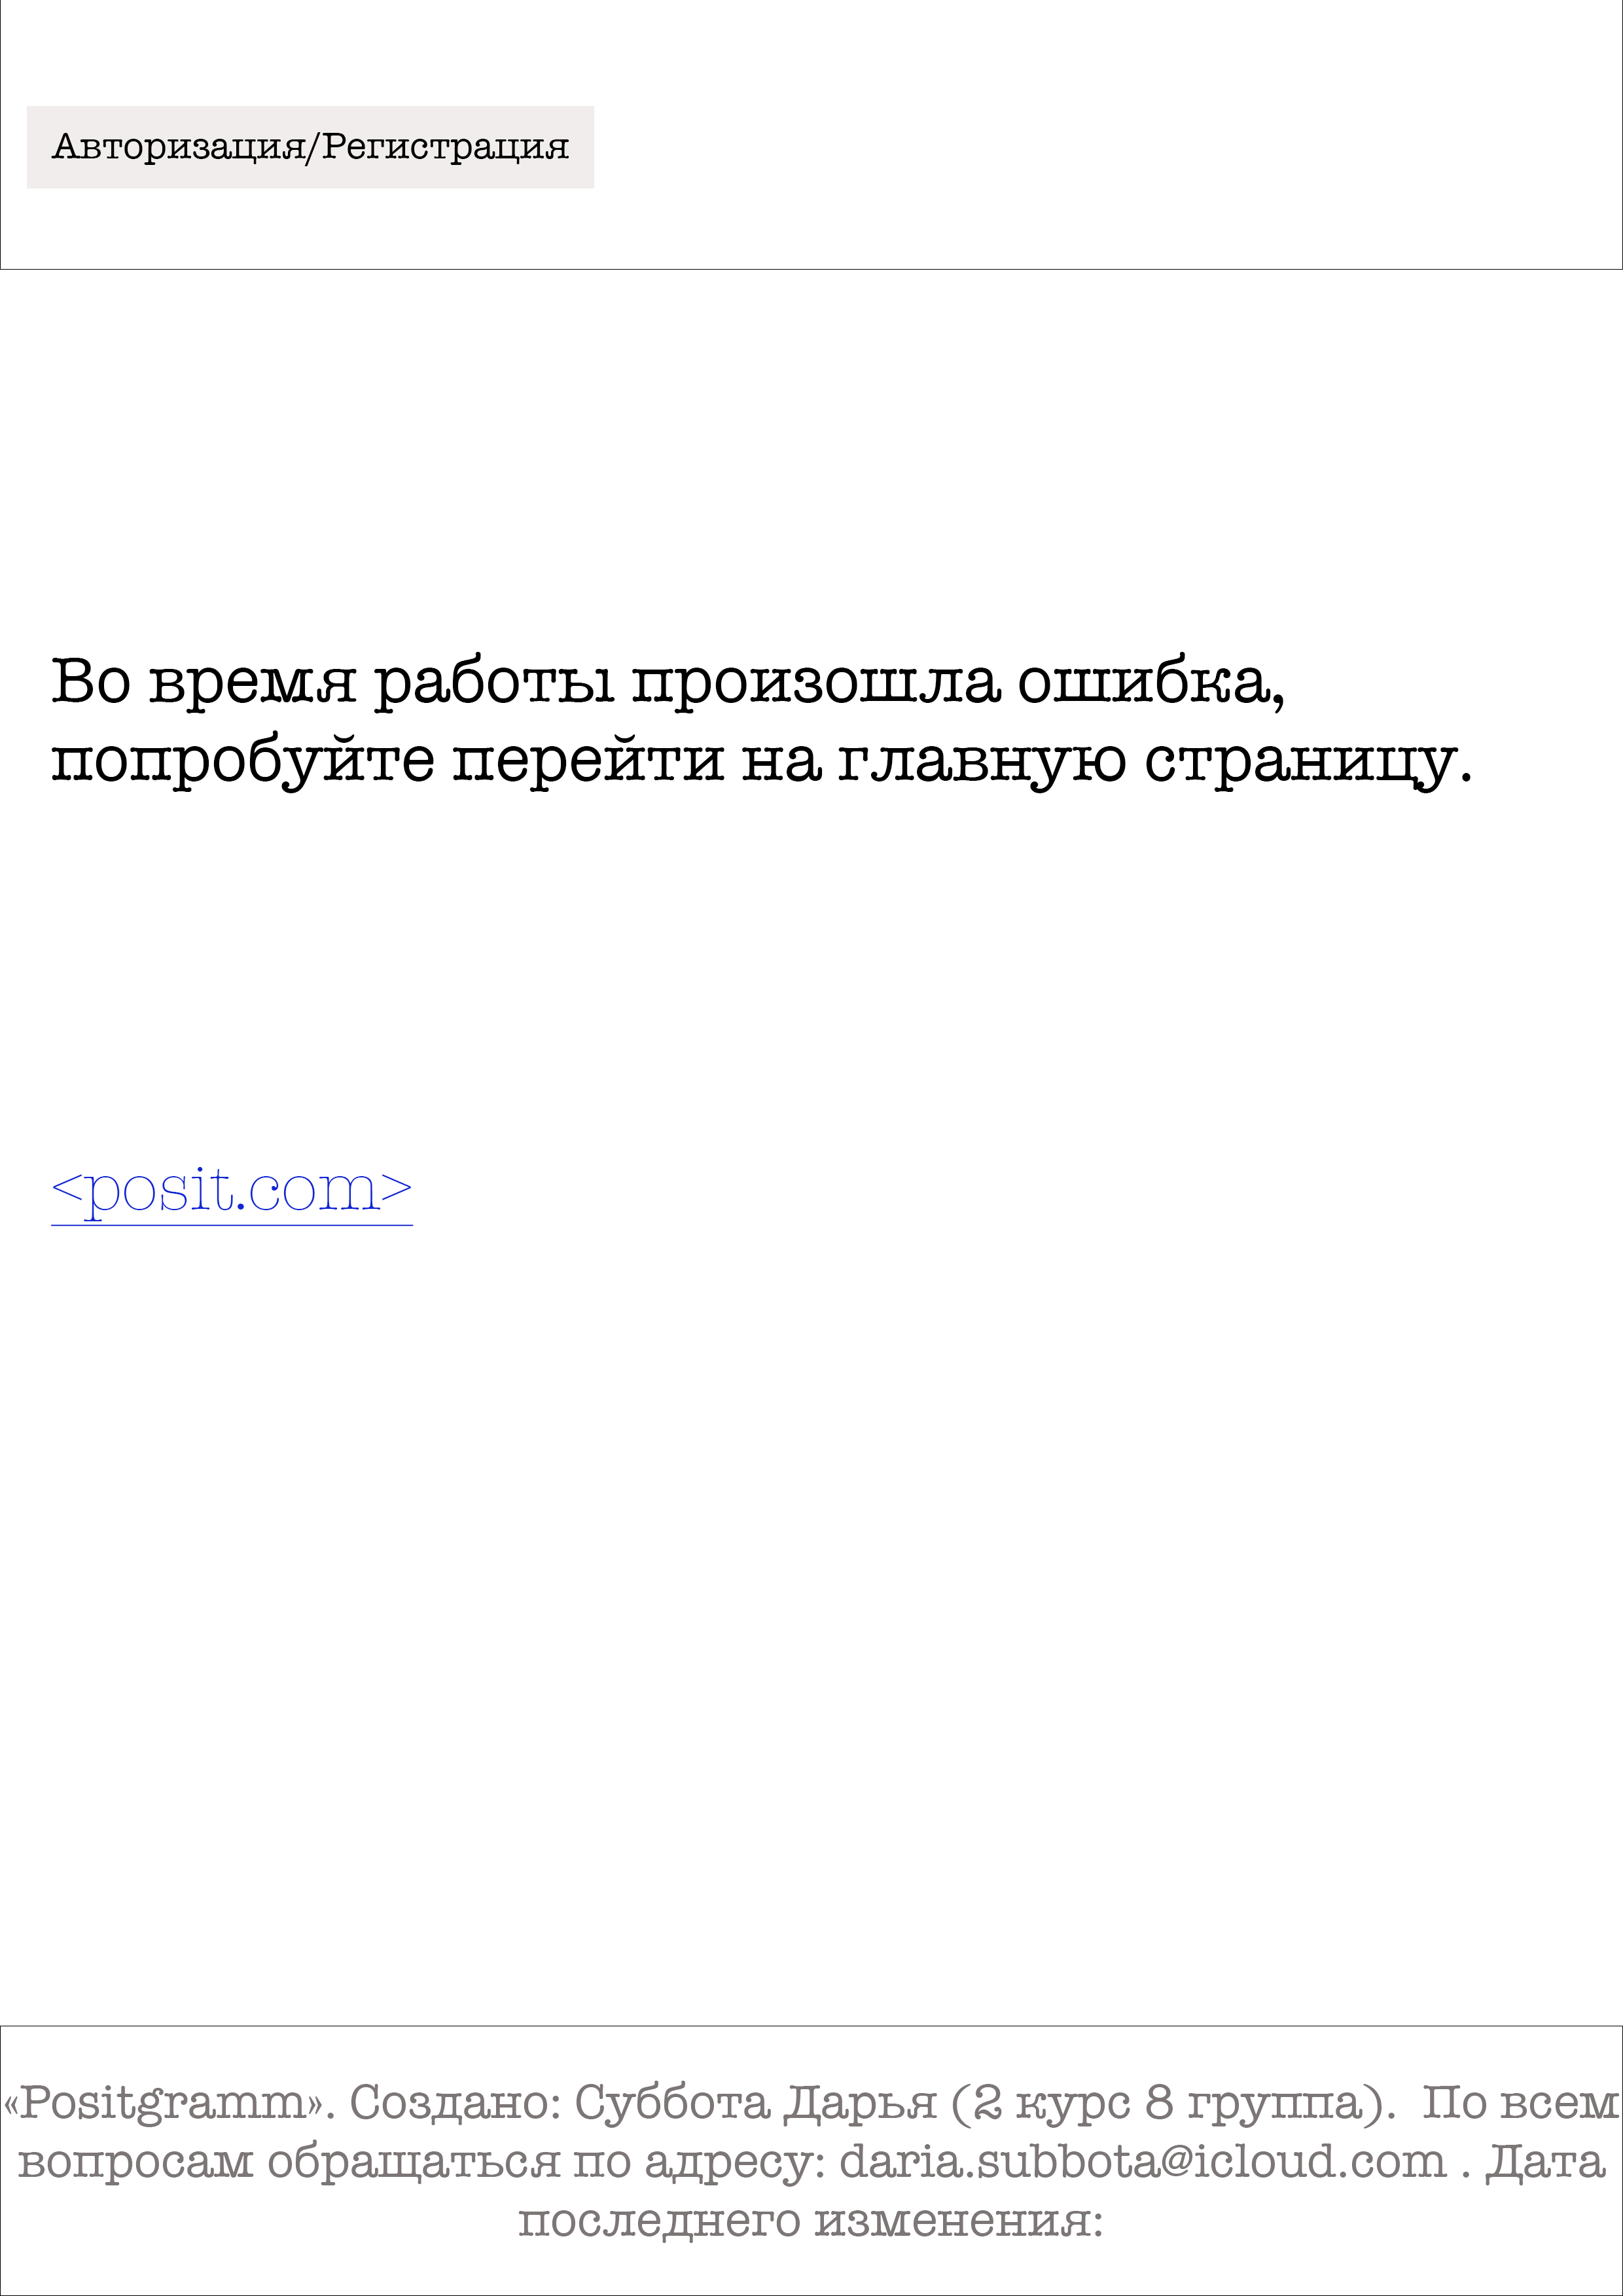 Авторизация/Регистрация
Во время работы произошла ошибка,
попробуйте перейти на главную страницу.
<posit.com>
«Positgramm». Создано: Суббота Дарья (2 курс 8 группа).  По всем
вопросам обращаться по адресу: daria.subbota@icloud.com . Дата
последнего изменения: